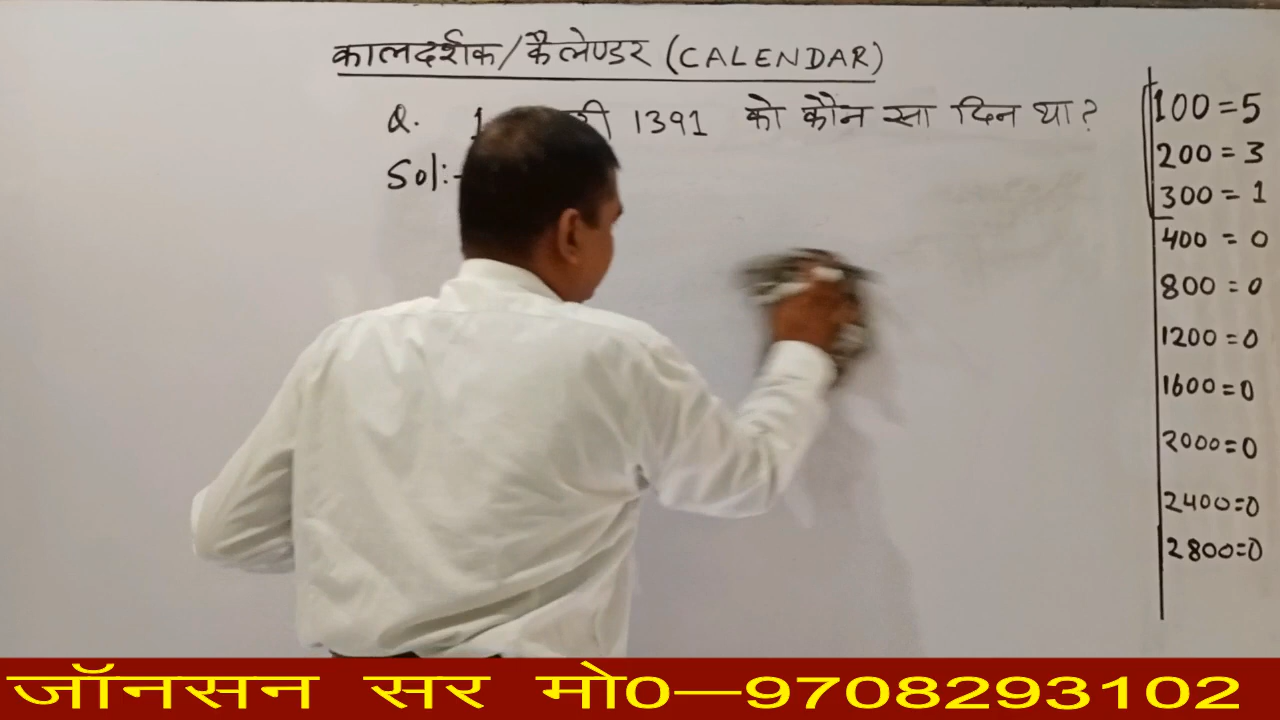 कालदर्शक/कैलेण्डर (CALENDAR)
Q. 1 री 1391 को कौन सा दिन था?
Sol:-
100=5
200=3
300=1
400=0
800=0
1200=0
1600=0
2000=0
2400=0
2800=0
जॉनसन सर मो0—9708293102